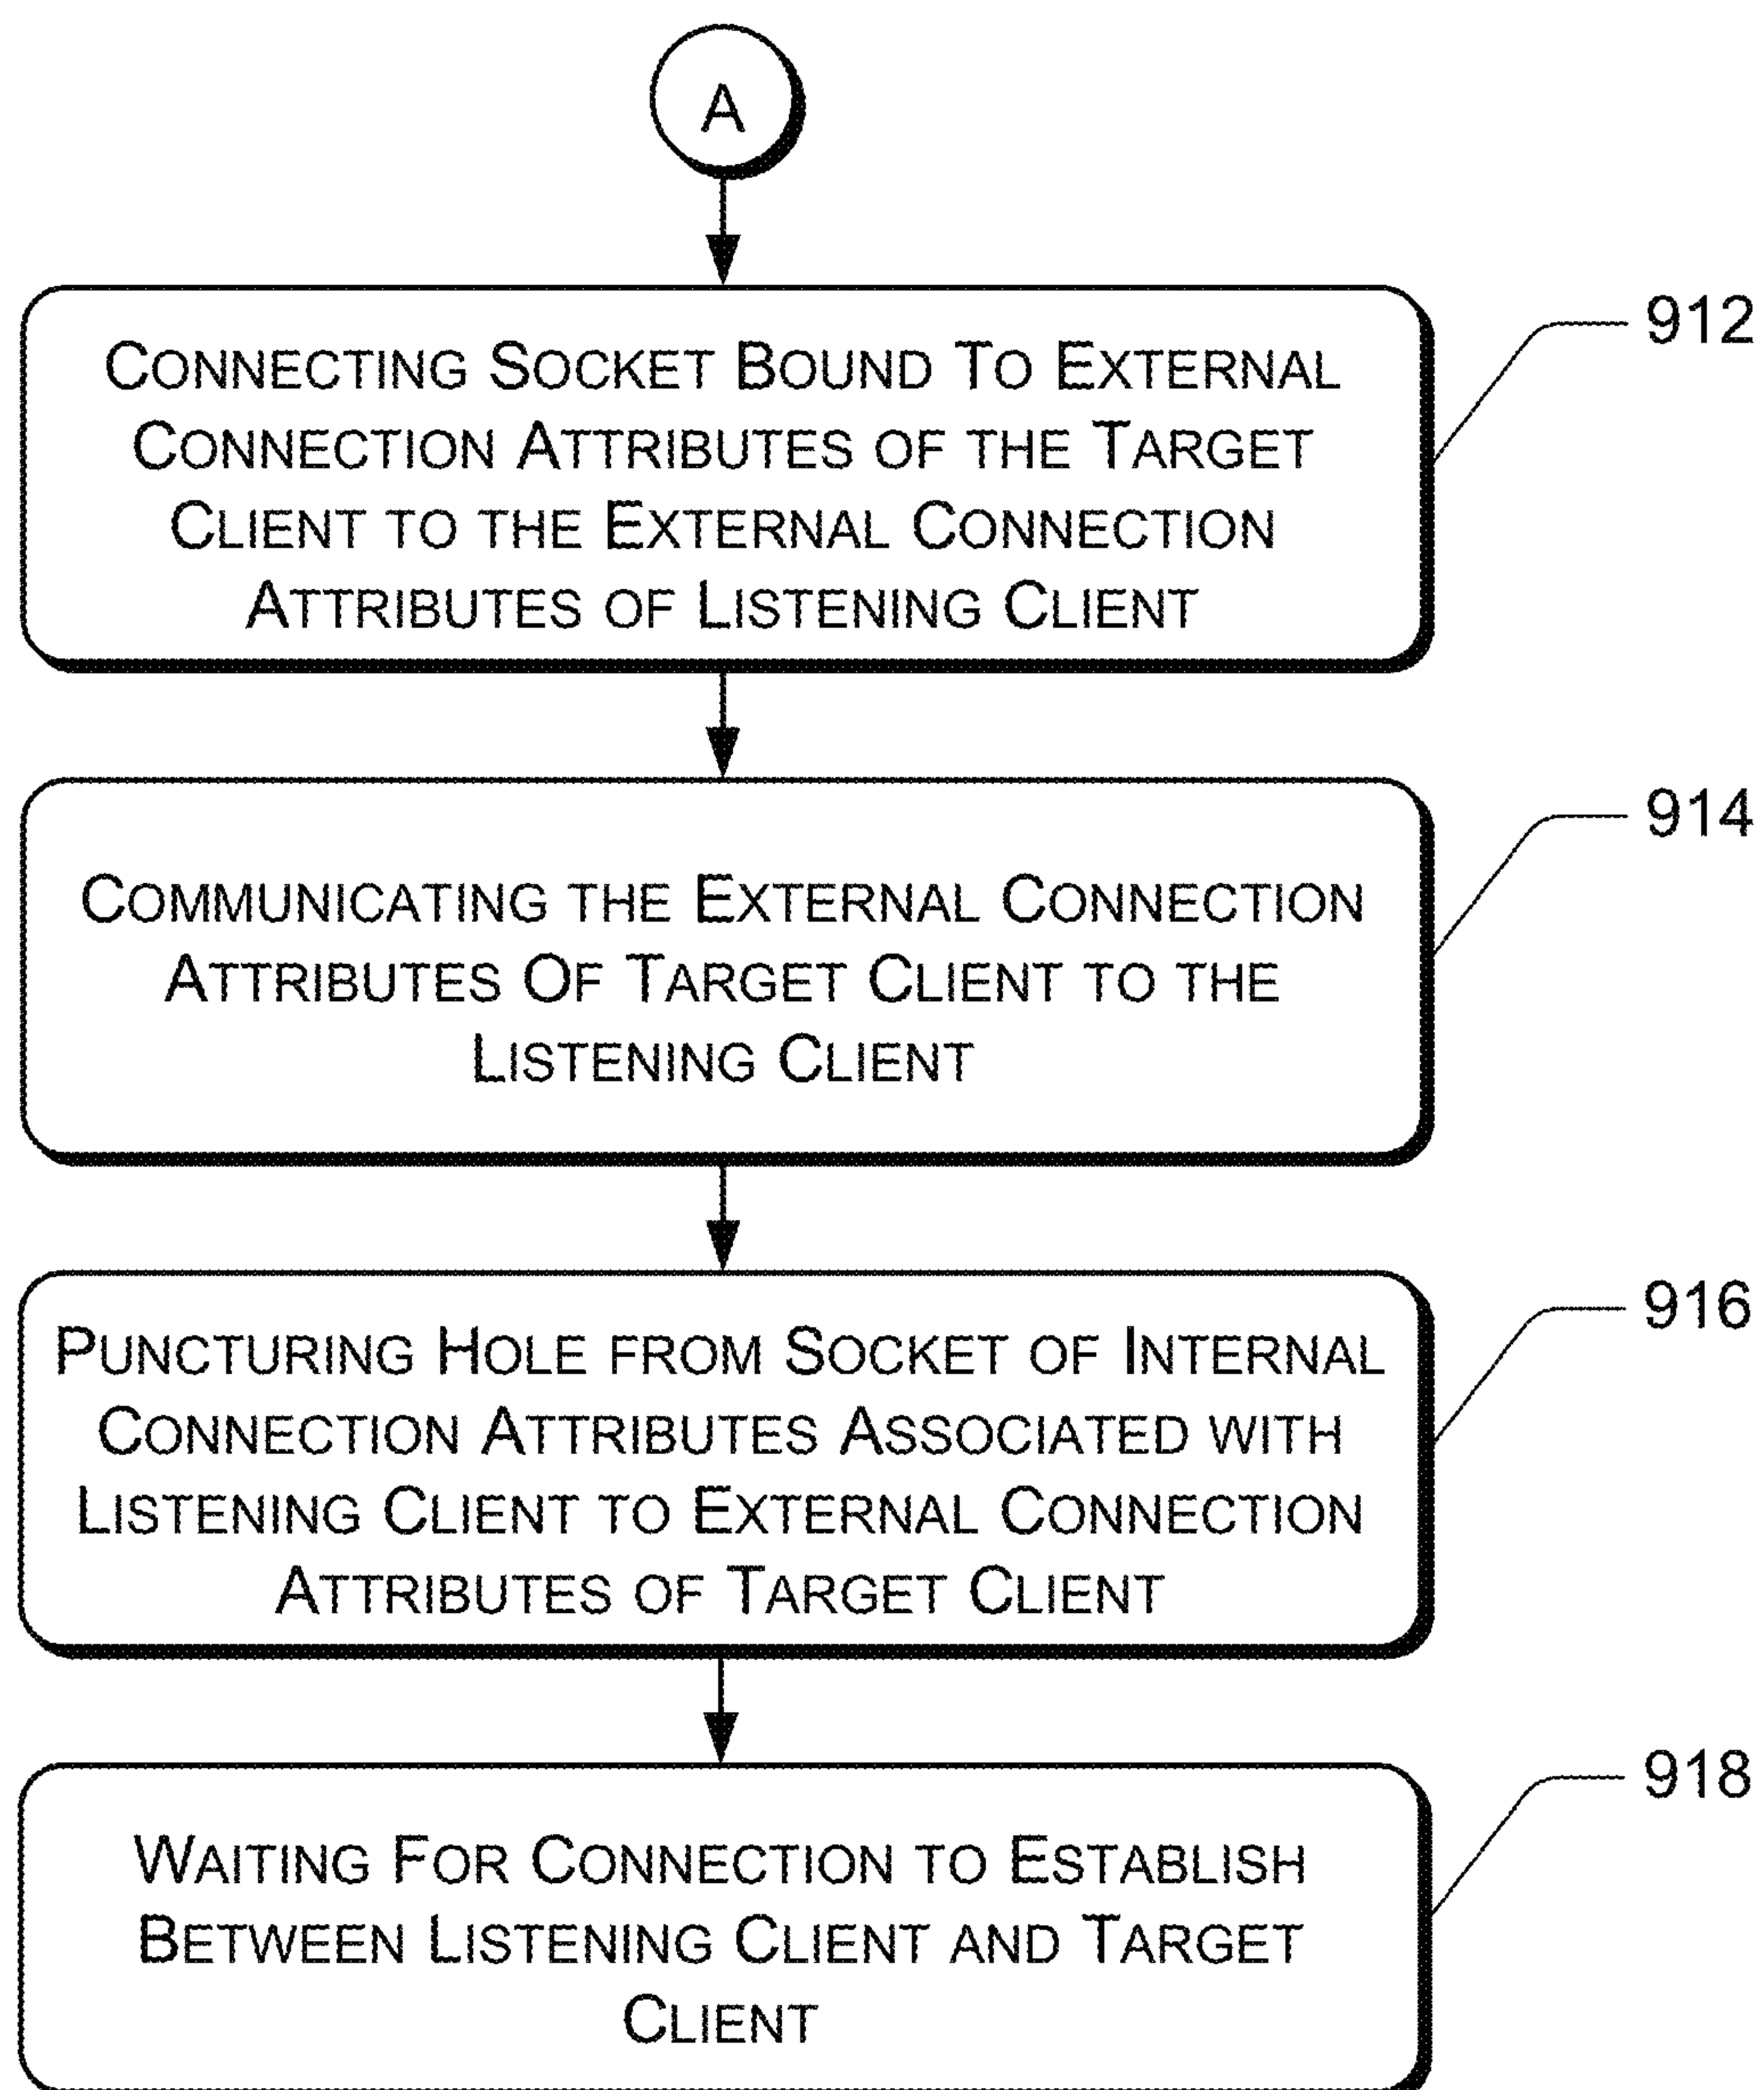 A
CONNECTING SOCKET BOUND TO EXTERNAL
CONNECTION ATTRIBUTES OF THE TARGET
CLIENT TO THE EXTERNAL CONNECTION
ATTRIBUTES OF LISTENING CLIENT
912
COMMUNICATING THE EXTERNAL CONNECTION
ATTRIBUTES OF TARGET CLIENT TO THE
LISTENING CLIENT
914
PUNCTURING HOLE FROM SOCKET OF INTERNAL
CONNECTION ATTRIBUTES ASSOCIATED WITH
LISTENING CLIENT TO EXTERNAL CONNECTION
ATTRIBUTES OF TARGET CLIENT
916
WAITING FOR CONNECTION TO ESTABLISH
BETWEEN LISTENING CLIENT AND TARGET
CLIENT
918